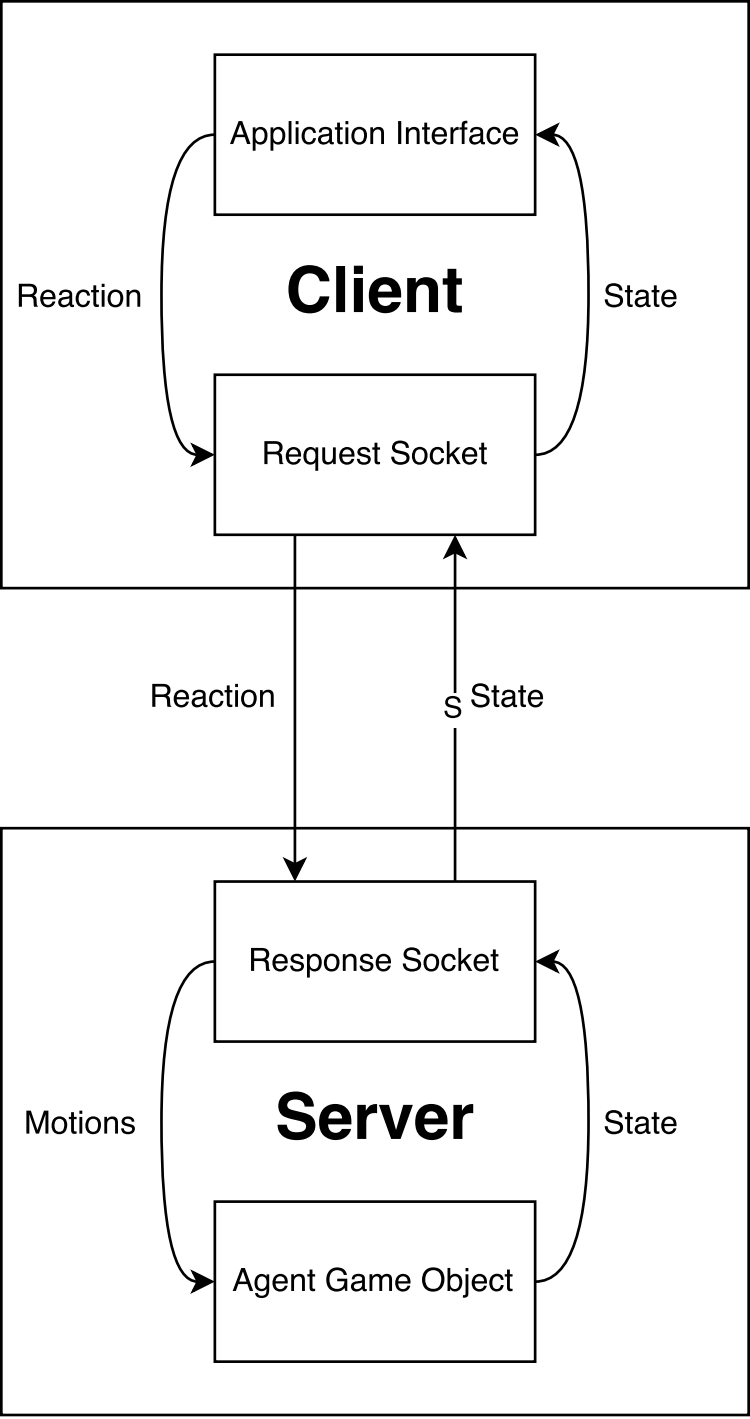 Application Interface
Reaction
Client
State
Request Socket
Reaction
S
State
Response Socket
Motions
Server
State
Agent Game Object